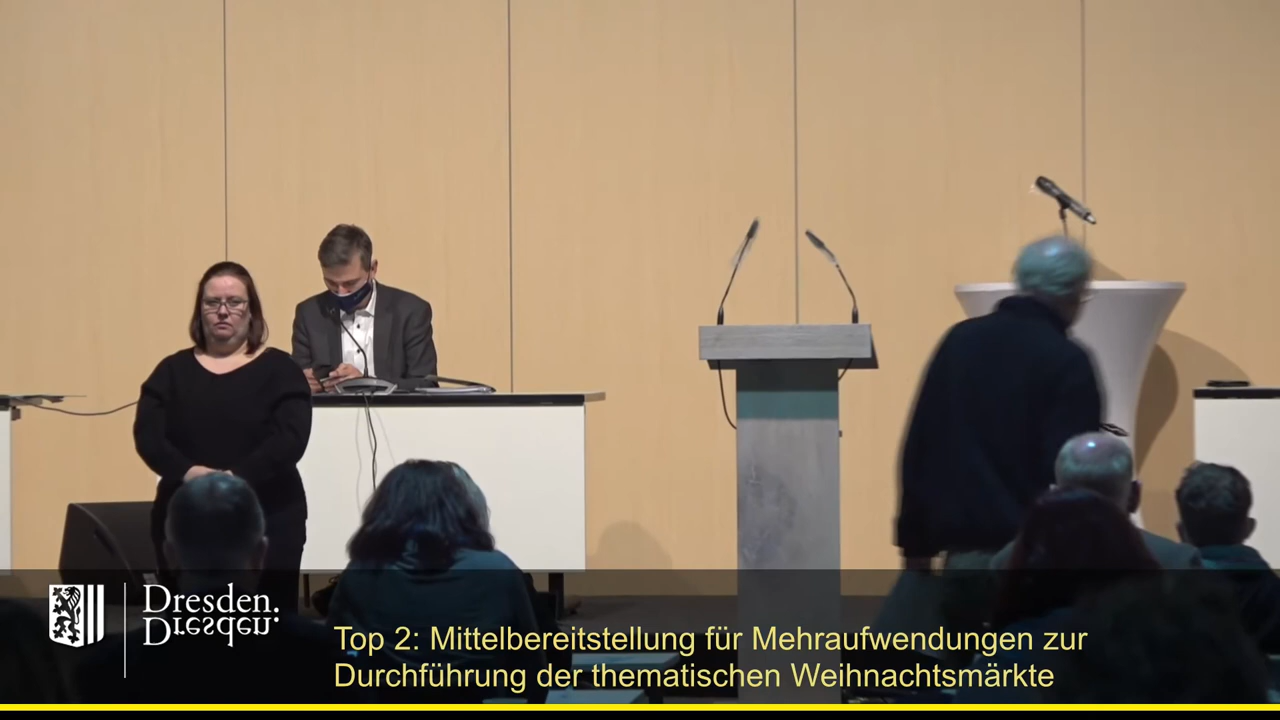 Dresden.
Dresden.
Top 2: Mittelbereitstellung für Mehraufwendungen zur
Durchführung der thematischen Weihnachtsmärkte